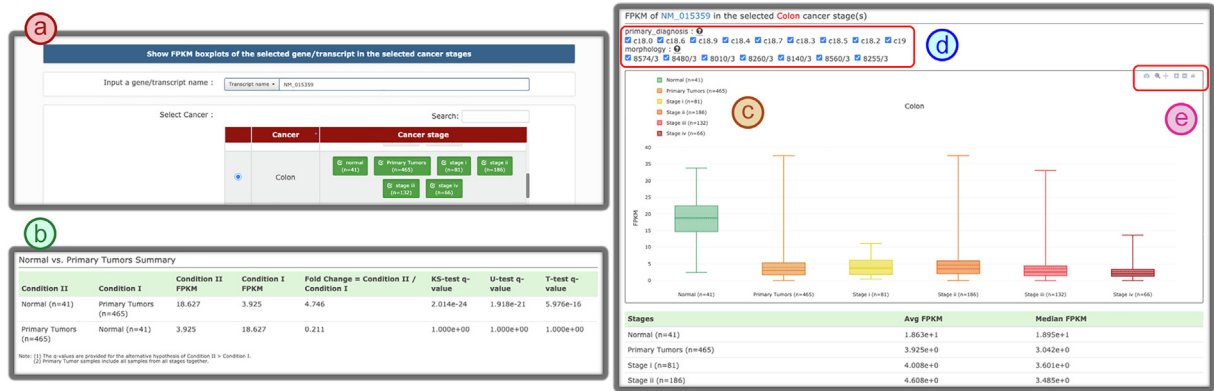 a
Show FPKM boxplots of the selected gene/transcript in the selected cancer stages
Input a gene/transcript name :
Transcript name
NM_015359
Select Cancer :
Search:
Cancer
Cancer stage
normal
(n=41)
Primary Tumors
(n=465)
stage i
(n=81)
stage ii
(n=186)
Colon
stage iii
(n=132)
stage iv
(n=66)
b
Normal vs. Primary Tumors Summary
Condition II Condition I Condition II FPKM Condition I FPKM Fold Change = Condition II / Condition I KS-test q-value U-test q-value T-test q-value
Normal (n=41) Primary Tumors (n=465) 18.627 3.925 4.746 2.014e-24 1.918e-21 5.976e-16
Primary Tumors (n=465) Normal (n=41) 3.925 18.627 0.211 1.000e+00 1.000e+00 1.000e+00
Note: (1) The q-values are provided for the alternative hypothesis of Condition II > Condition I.
(2) Primary Tumor samples include all samples from all stages together.
FPKM of NM_015359 in the selected Colon cancer stage(s)
primary_diagnosis :
c18.0 c18.6 c18.9 c18.4 c18.7 c18.3 c18.5 c18.2 c19
morphology :
8574/3 8480/3 8010/3 8260/3 8140/3 8560/3 8255/3
d
Normal (n=41)
Primary Tumors (n=465)
Stage i (n=81)
Stage ii (n=186)
Stage iii (n=132)
Stage iv (n=66)
c
Colon
e
40
35
30
25
20
15
10
5
0
FPKM
Normal (n=41) Primary Tumors (n=465) Stage i (n=81) Stage ii (n=186) Stage iii (n=132) Stage iv (n=66)
Stages Avg FPKM Median FPKM
Normal (n=41) 1.863e+1 1.895e+1
Primary Tumors (n=465) 3.925e+0 3.042e+0
Stage i (n=81) 4.008e+0 3.601e+0
Stage ii (n=186) 4.608e+0 3.485e+0